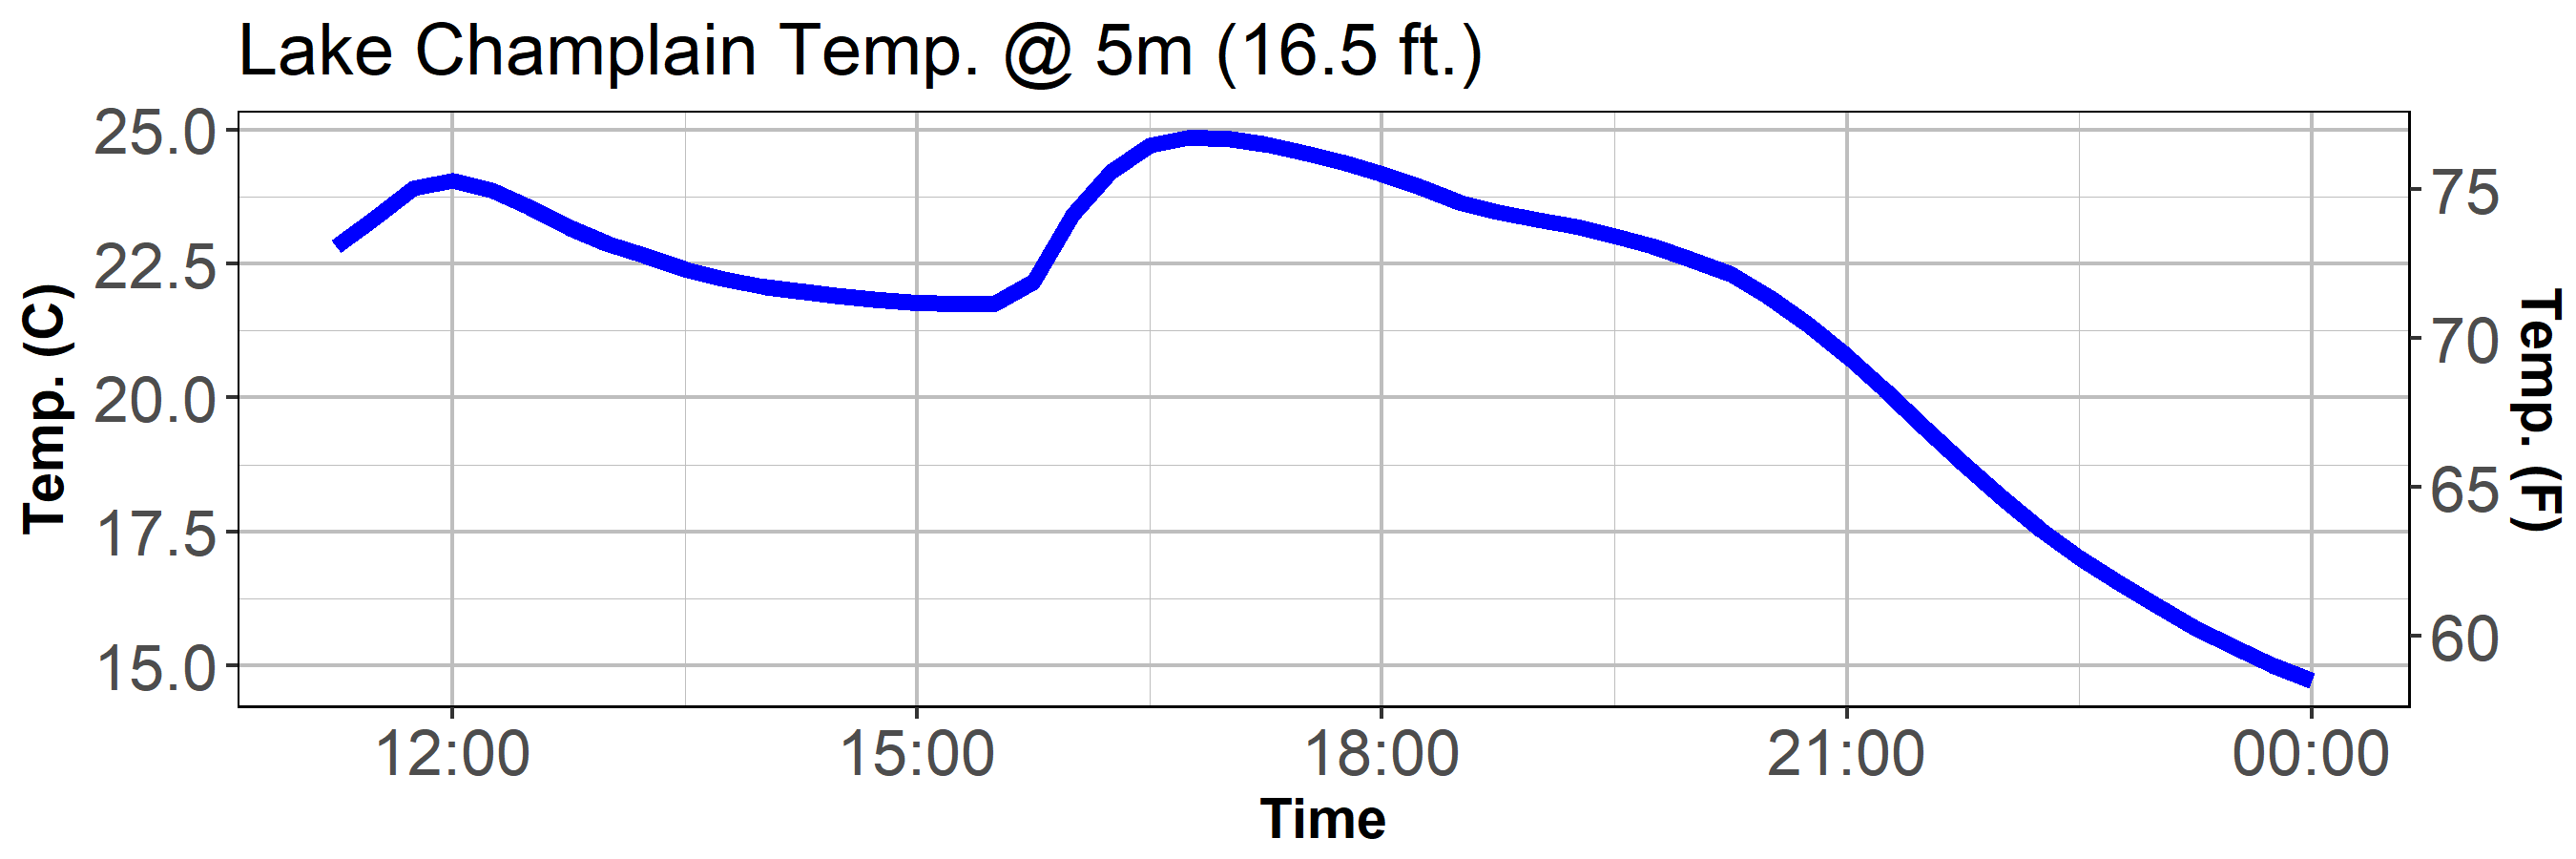 Lake Champlain Temp. @ 5m (16.5 ft.)
Temp. (C)
25.0
22.5
20.0
17.5
15.0
75
70
65
60
Temp. (F)
12:00 15:00 18:00 21:00 00:00
Time